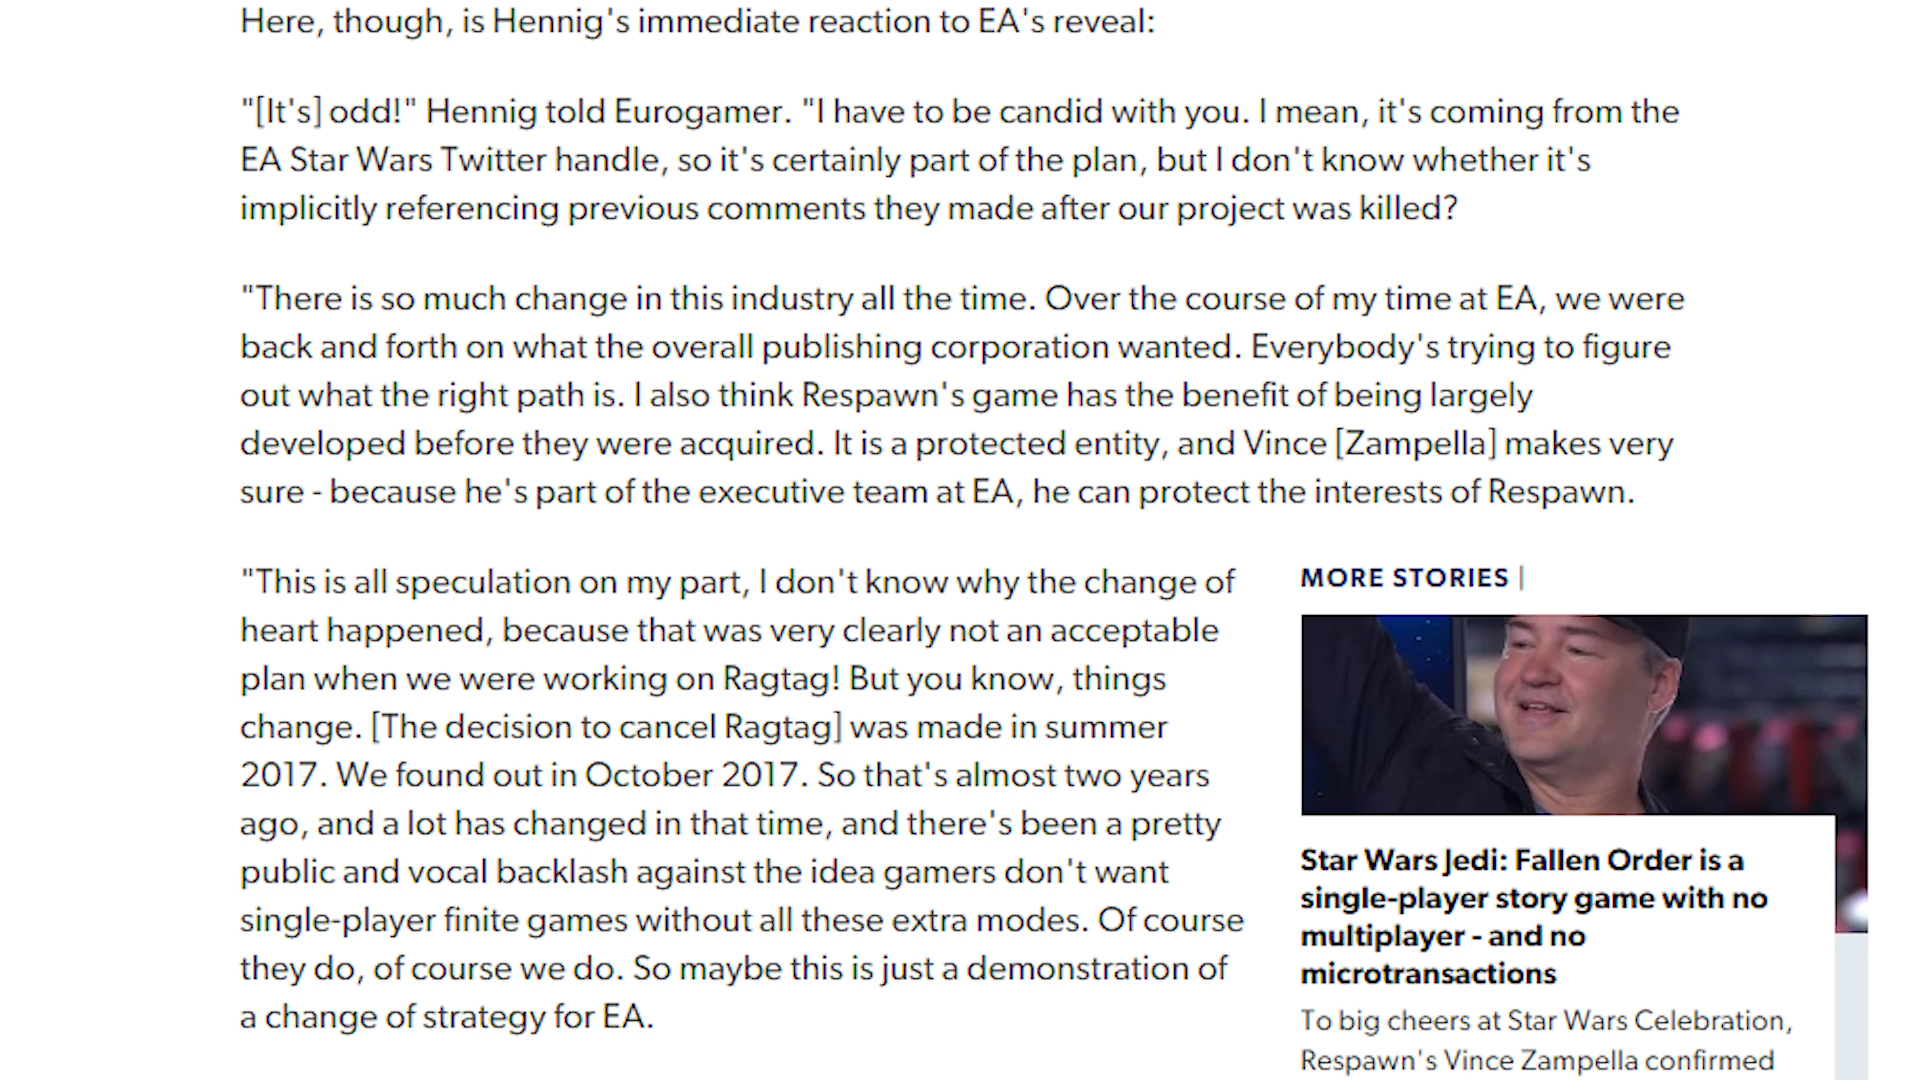 Here, though, is Hennig's immediate reaction to EA's reveal:
"[It's] odd!" Hennig told Eurogamer. "I have to be candid with you. I mean, it's coming from the
EA Star Wars Twitter handle, so it's certainly part of the plan, but I don't know whether it's
implicitly referencing previous comments they made after our project was killed?
"There is so much change in this industry all the time. Over the course of my time at EA, we were
back and forth on what the overall publishing corporation wanted. Everybody's trying to figure
out what the right path is. I also think Respawn's game has the benefit of being largely
developed before they were acquired. It is a protected entity, and Vince [Zampella] makes very
sure - because he's part of the executive team at EA, he can protect the interests of Respawn.
"This is all speculation on my part, I don't know why the change of
heart happened, because that was very clearly not an acceptable
plan when we were working on Ragtag! But you know, things
change. [The decision to cancel Ragtag] was made in summer
2017. We found out in October 2017. So that's almost two years
ago, and a lot has changed in that time, and there's been a pretty
public and vocal backlash against the idea gamers don't want
single-player finite games without all these extra modes. Of course
they do, of course we do. So maybe this is just a demonstration of
a change of strategy for EA.
MORE STORIES |
Star Wars Jedi: Fallen Order is a
single-player story game with no
multiplayer - and no
microtransactions
To big cheers at Star Wars Celebration,
Respawn's Vince Zampella confirmed